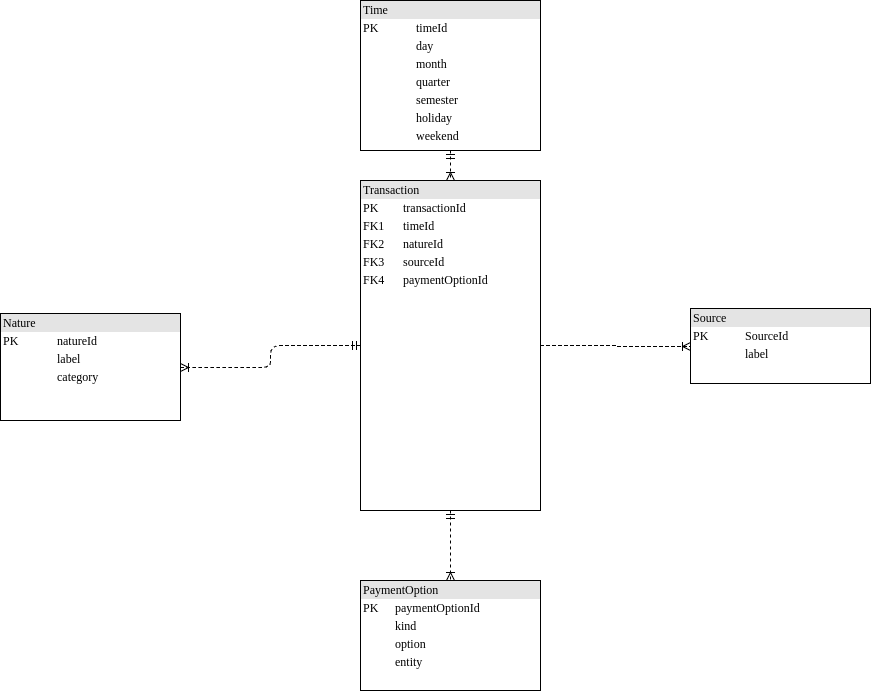 Time
PK timeId
day
month
quarter
semester
holiday
weekend
Transaction
PK transactionId
FK1 timeId
FK2 natureId
FK3 sourceId
FK4 paymentOptionId
Nature
PK natureId
label
category
Source
PK SourceId
label
PaymentOption
PK paymentOptionId
kind
option
entity